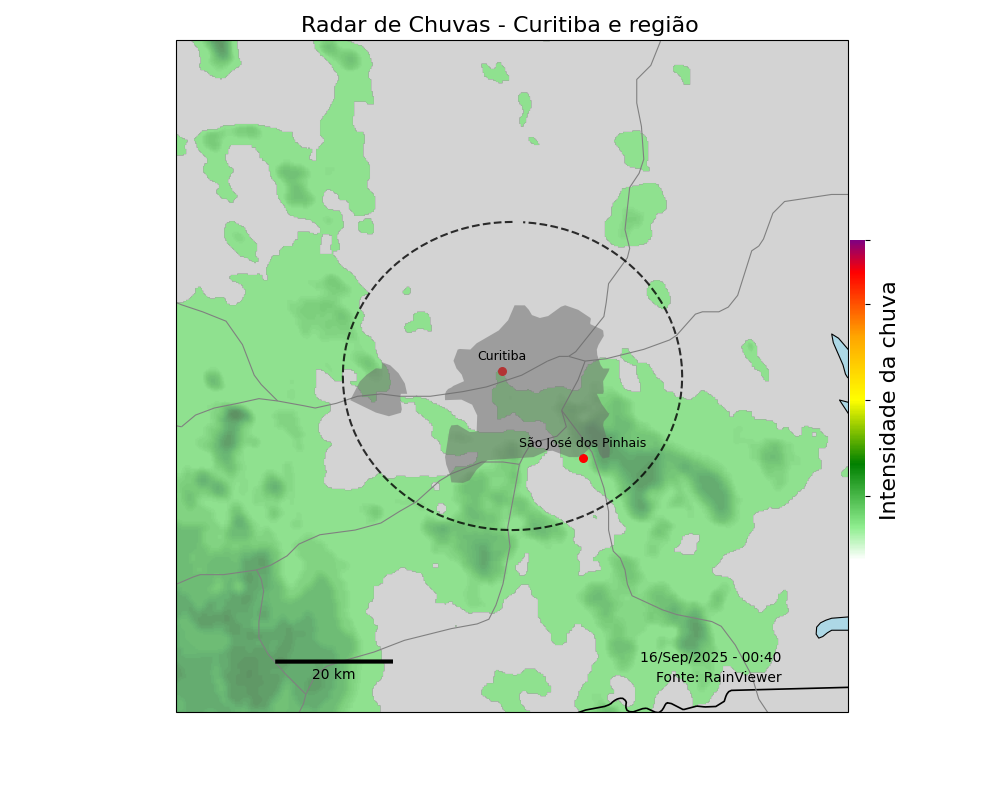 Radar de Chuvas - Curitiba e região
Curitiba
São José dos Pinhais
Intensidade da chuva
16/Sep/2025 - 00:40
20 km
Fonte: RainViewer